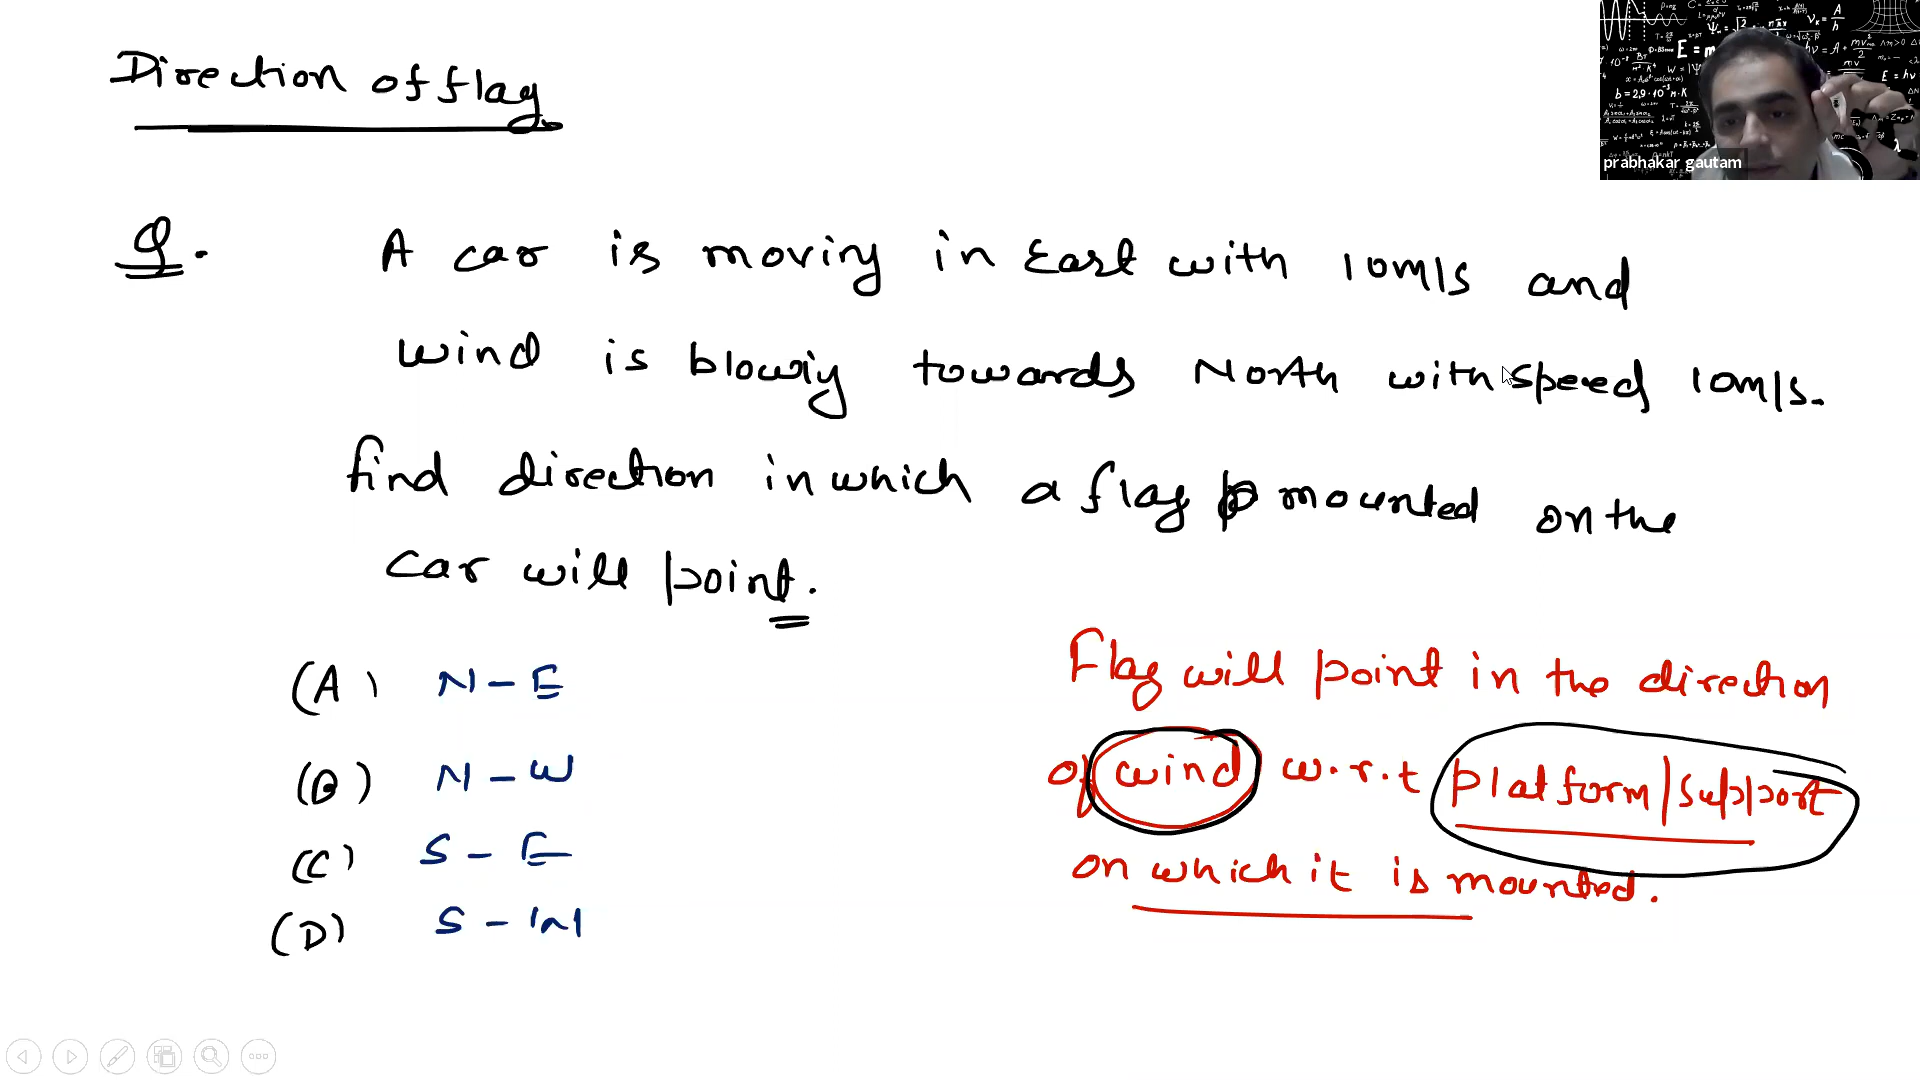 Direction of flag
Q. A car is moving in East with 10m/s and
wind is blowiy towards North with speed 10m/s.
find direction in which a flag mounted on the
car will point.
(A) N - E
(B) N - W
(C) S - E
(D) S - W
Flag will point in the direction
of wind w.r.t platform/support
on which it is mounted.
prabhakar gautam